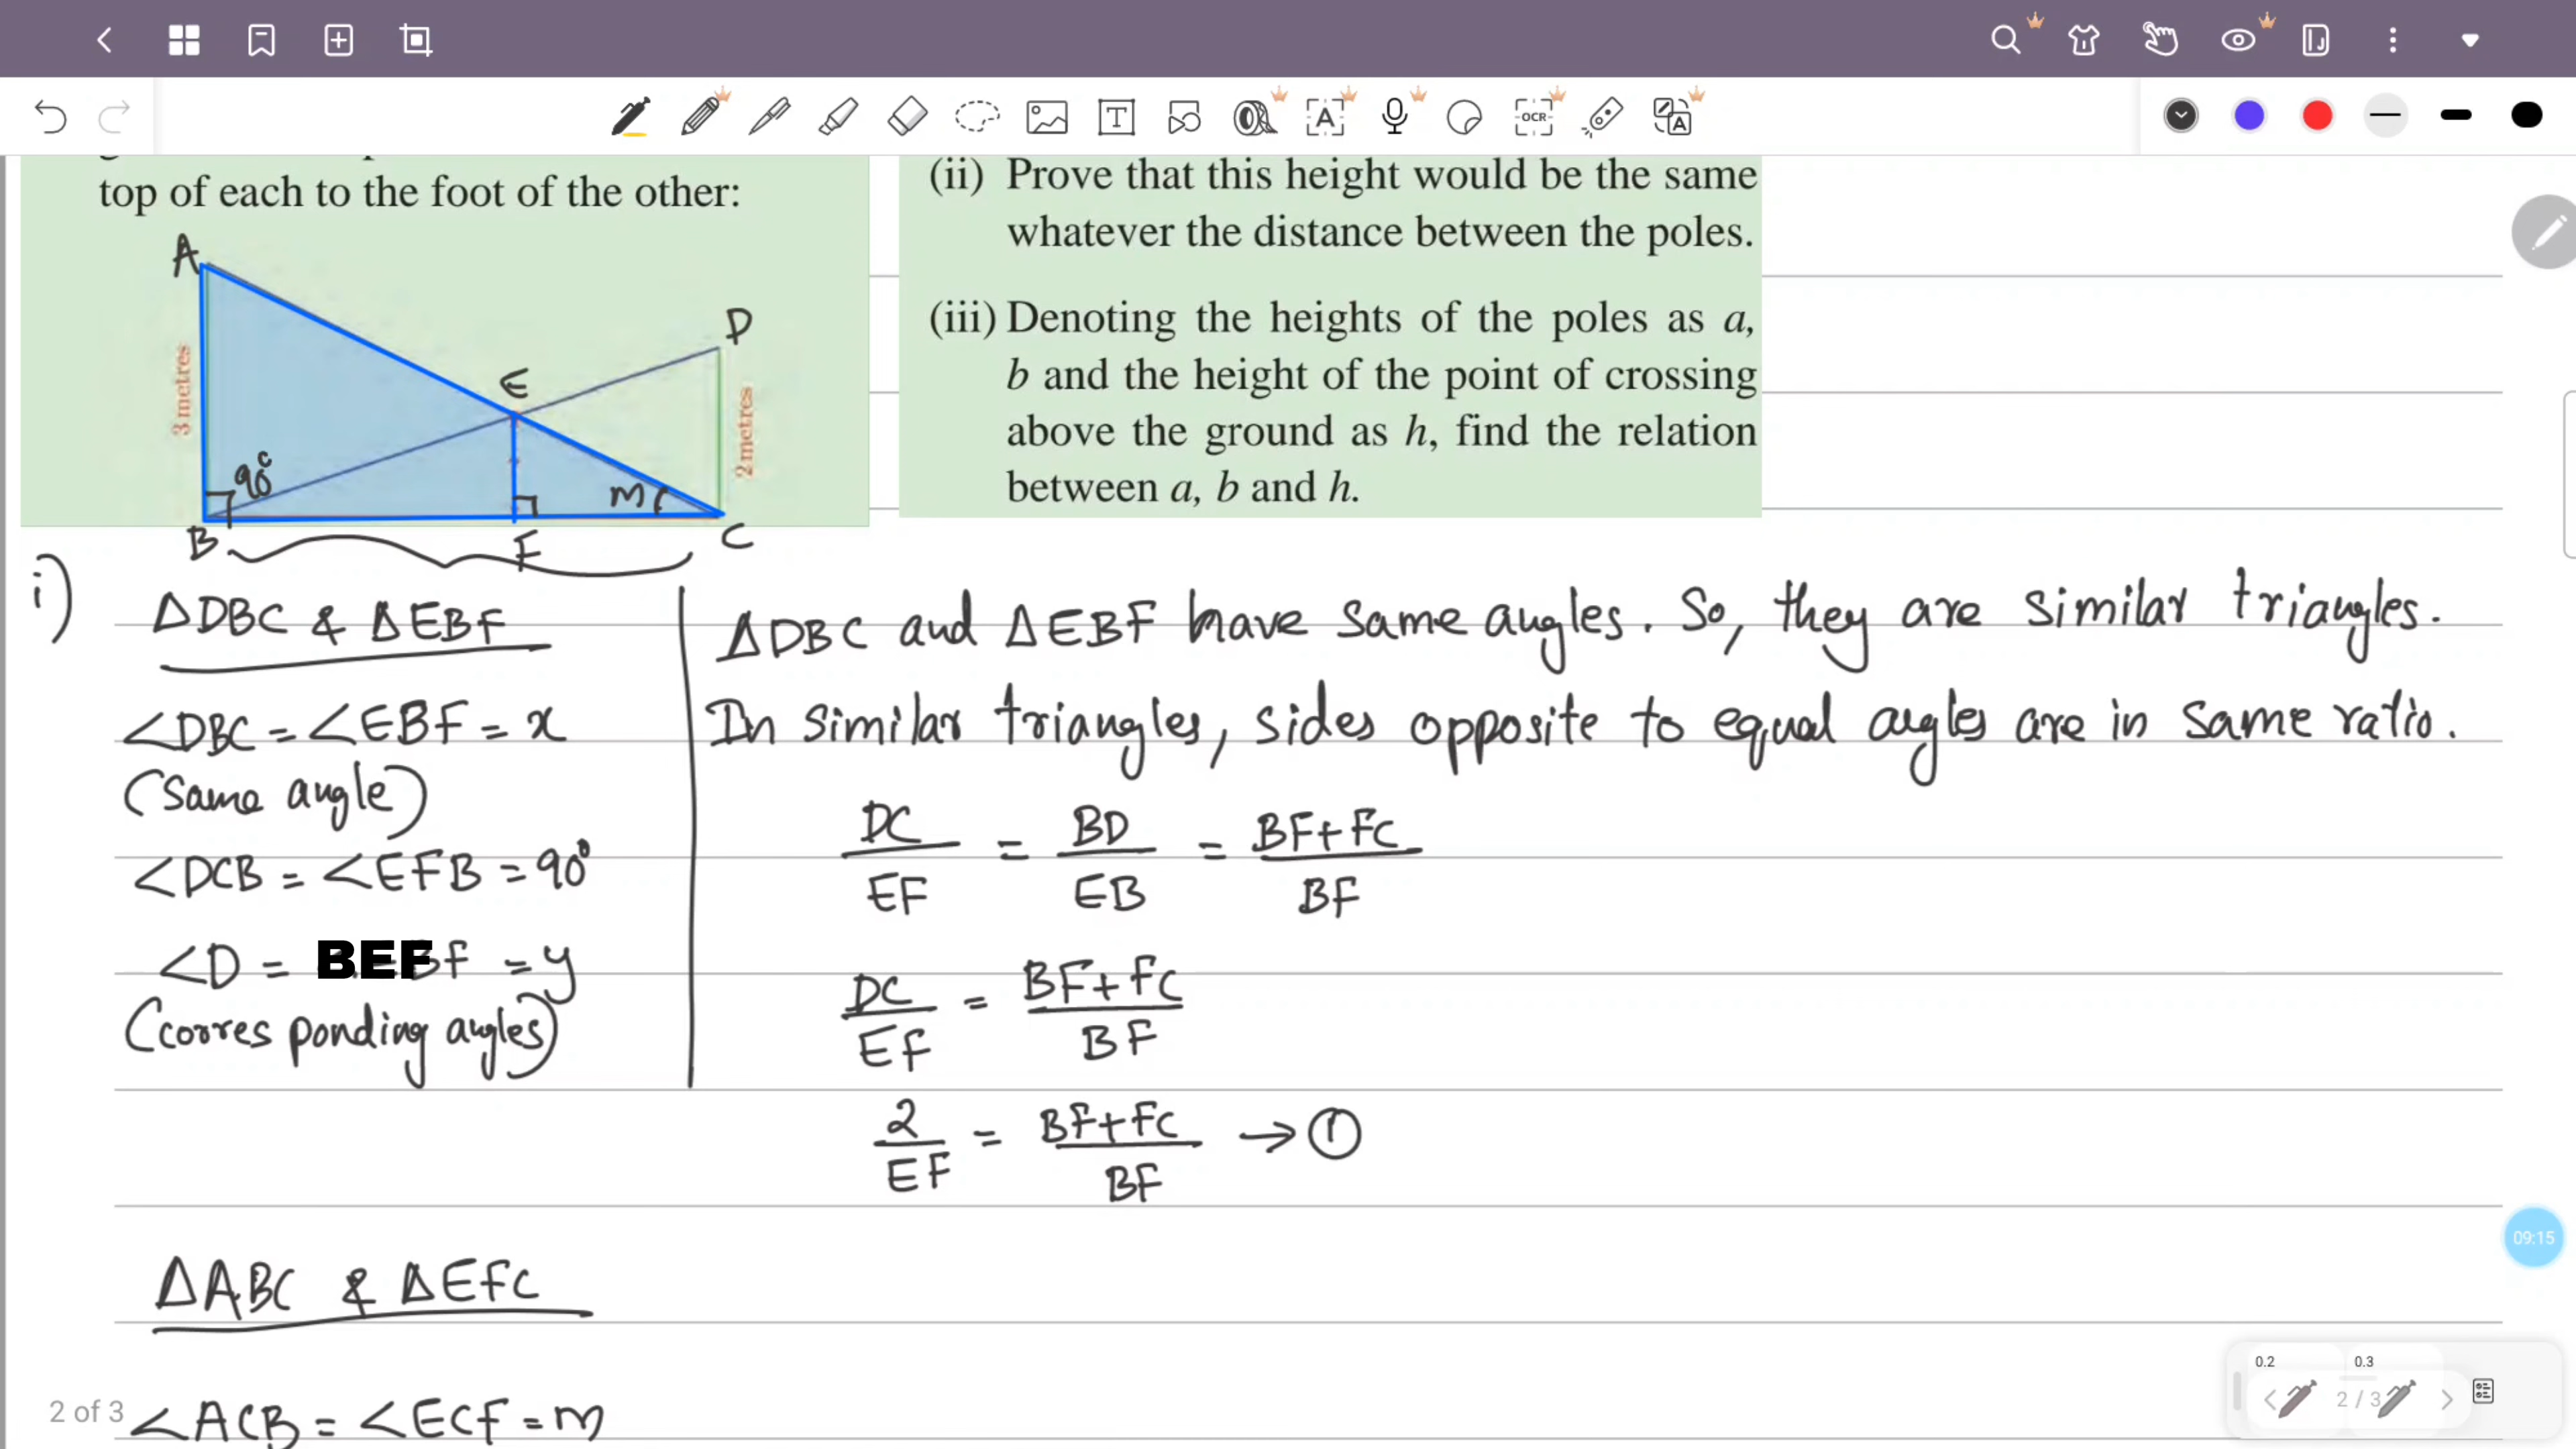 OCR
top of each to the foot of the other:
A
D
E
3 metres
2 metres
90°
m
B
F
C
(ii) Prove that this height would be the same
whatever the distance between the poles.
(iii) Denoting the heights of the poles as a,
b and the height of the point of crossing
above the ground as h, find the relation
between a, b and h.
i)
ΔDBC & ΔEBF
∠DBC = ∠EBF = x
(same angle)
∠DCB = ∠EFB = 90°
∠D = BEF = y
(corresponding angles)
ΔDBC and ΔEBF have same angles. So, they are similar triangles.
In similar triangles, sides opposite to equal angles are in same ratio.
DC/EF = BD/EB = BF+FC/BF
DC/EF = BF+FC/BF
2/EF = BF+FC/BF → ①
ΔABC & ΔEFC
∠ACB = ∠ECF = m
2 of 3
09:15
0.2 0.3
2 / 3